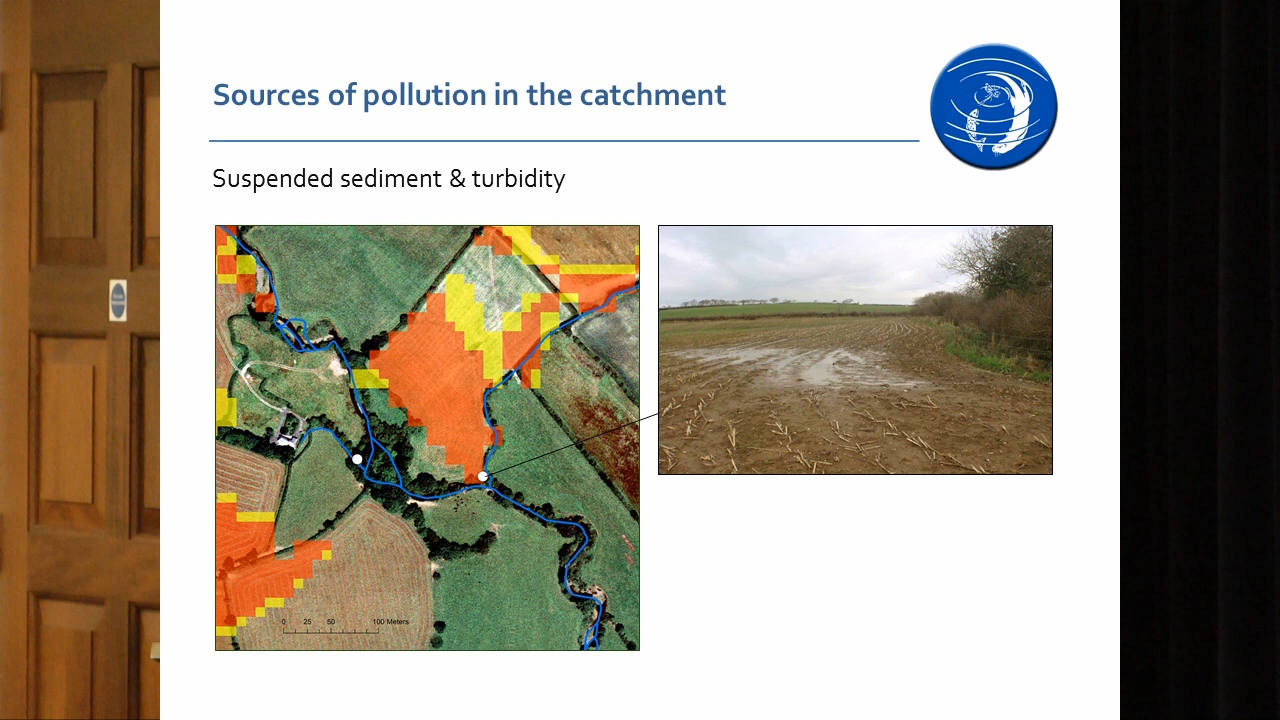 Sources of pollution in the catchment
Suspended sediment & turbidity
0 25 50 100 Meters